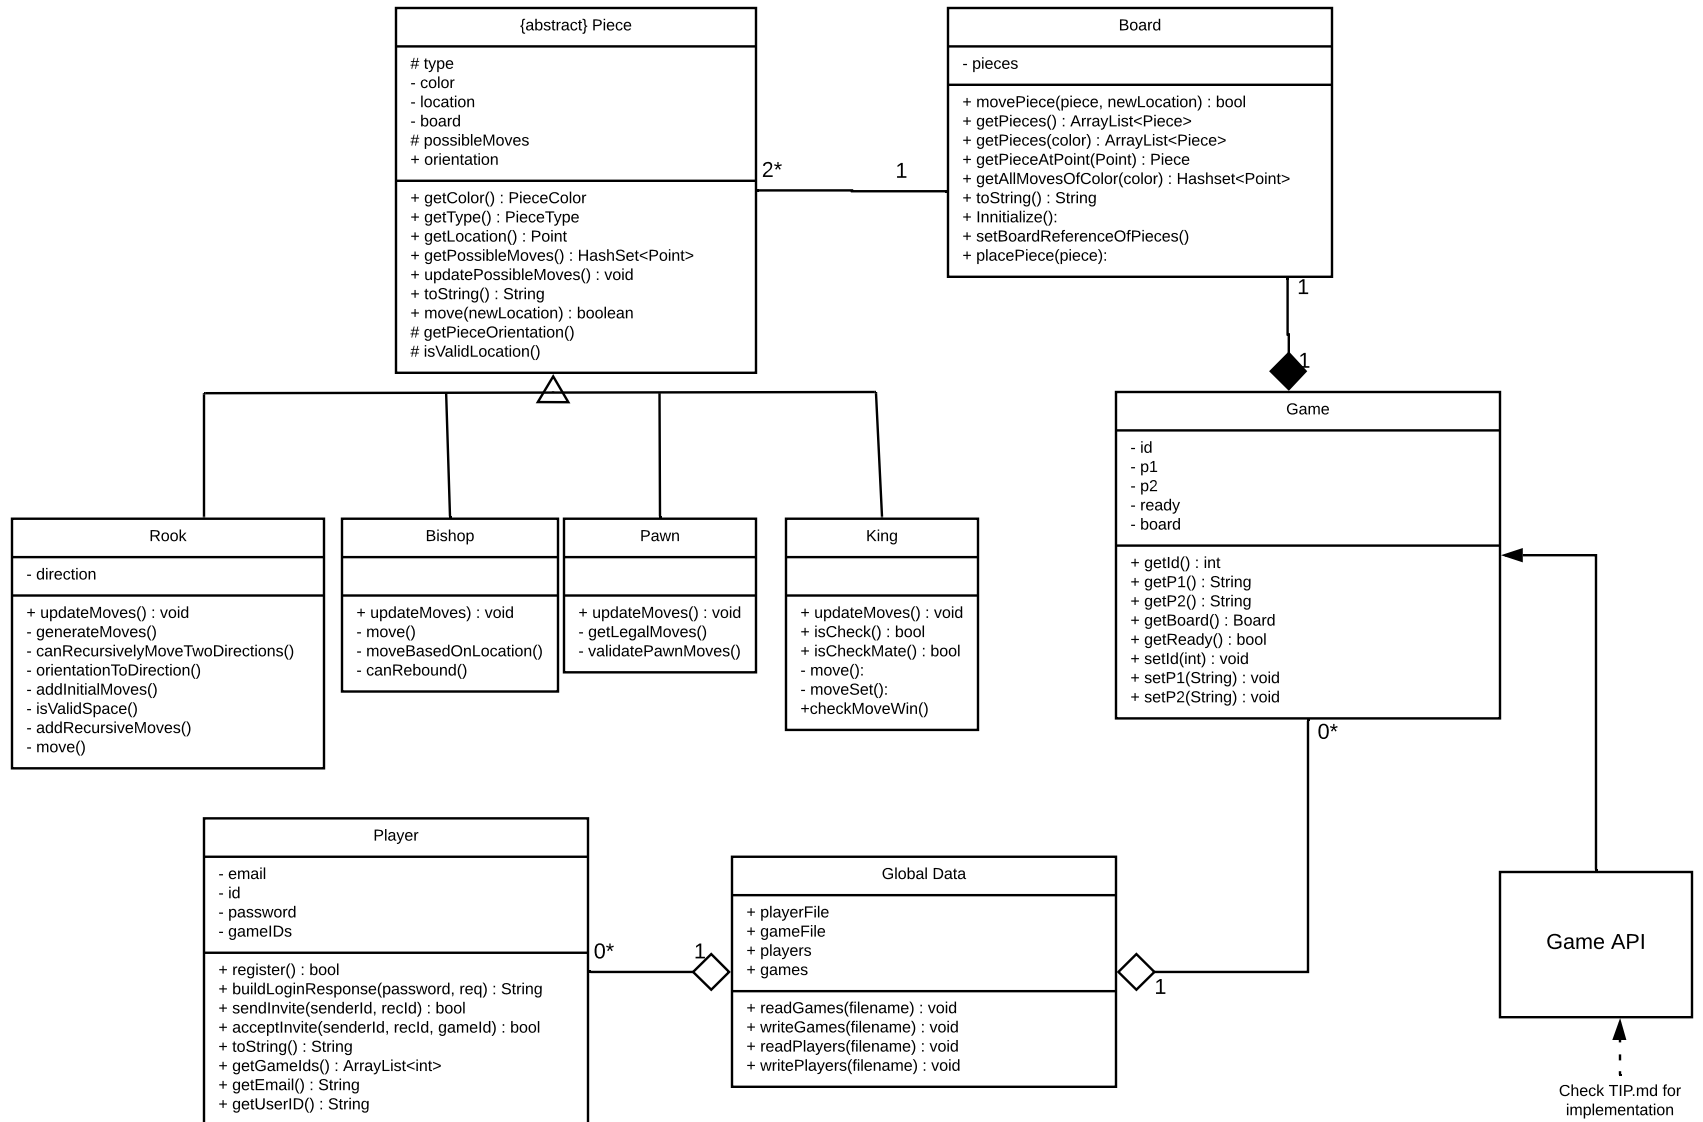 {abstract} Piece
# type
- color
- location
- board
# possibleMoves
+ orientation
+ getColor() : PieceColor
+ getType() : PieceType
+ getLocation() : Point
+ getPossibleMoves() : HashSet<Point>
+ updatePossibleMoves() : void
+ toString() : String
+ move(newLocation) : boolean
# getPieceOrientation()
# isValidLocation()
2*
1
Board
- pieces
+ movePiece(piece, newLocation) : bool
+ getPieces() : ArrayList<Piece>
+ getPieces(color) : ArrayList<Piece>
+ getPieceAtPoint(Point) : Piece
+ getAllMovesOfColor(color) : Hashset<Point>
+ toString() : String
+ Innitialize():
+ setBoardReferenceOfPieces()
+ placePiece(piece):
1
1
Rook
- direction
+ updateMoves() : void
- generateMoves()
- canRecursivelyMoveTwoDirections()
- orientationToDirection()
- addInitialMoves()
- isValidSpace()
- addRecursiveMoves()
- move()
Bishop
+ updateMoves) : void
- move()
- moveBasedOnLocation()
- canRebound()
Pawn
+ updateMoves() : void
- getLegalMoves()
- validatePawnMoves()
King
+ updateMoves() : void
+ isCheck() : bool
+ isCheckMate() : bool
- move():
- moveSet():
+checkMoveWin()
Game
- id
- p1
- p2
- ready
- board
+ getId() : int
+ getP1() : String
+ getP2() : String
+ getBoard() : Board
+ getReady() : bool
+ setId(int) : void
+ setP1(String) : void
+ setP2(String) : void
0*
Player
- email
- id
- password
- gameIDs
+ register() : bool
+ buildLoginResponse(password, req) : String
+ sendInvite(senderId, recId) : bool
+ acceptInvite(senderId, recId, gameId) : bool
+ toString() : String
+ getGameIds() : ArrayList<int>
+ getEmail() : String
+ getUserID() : String
0*
1
Global Data
+ playerFile
+ gameFile
+ players
+ games
+ readGames(filename) : void
+ writeGames(filename) : void
+ readPlayers(filename) : void
+ writePlayers(filename) : void
1
Game API
Check TIP.md for
implementation